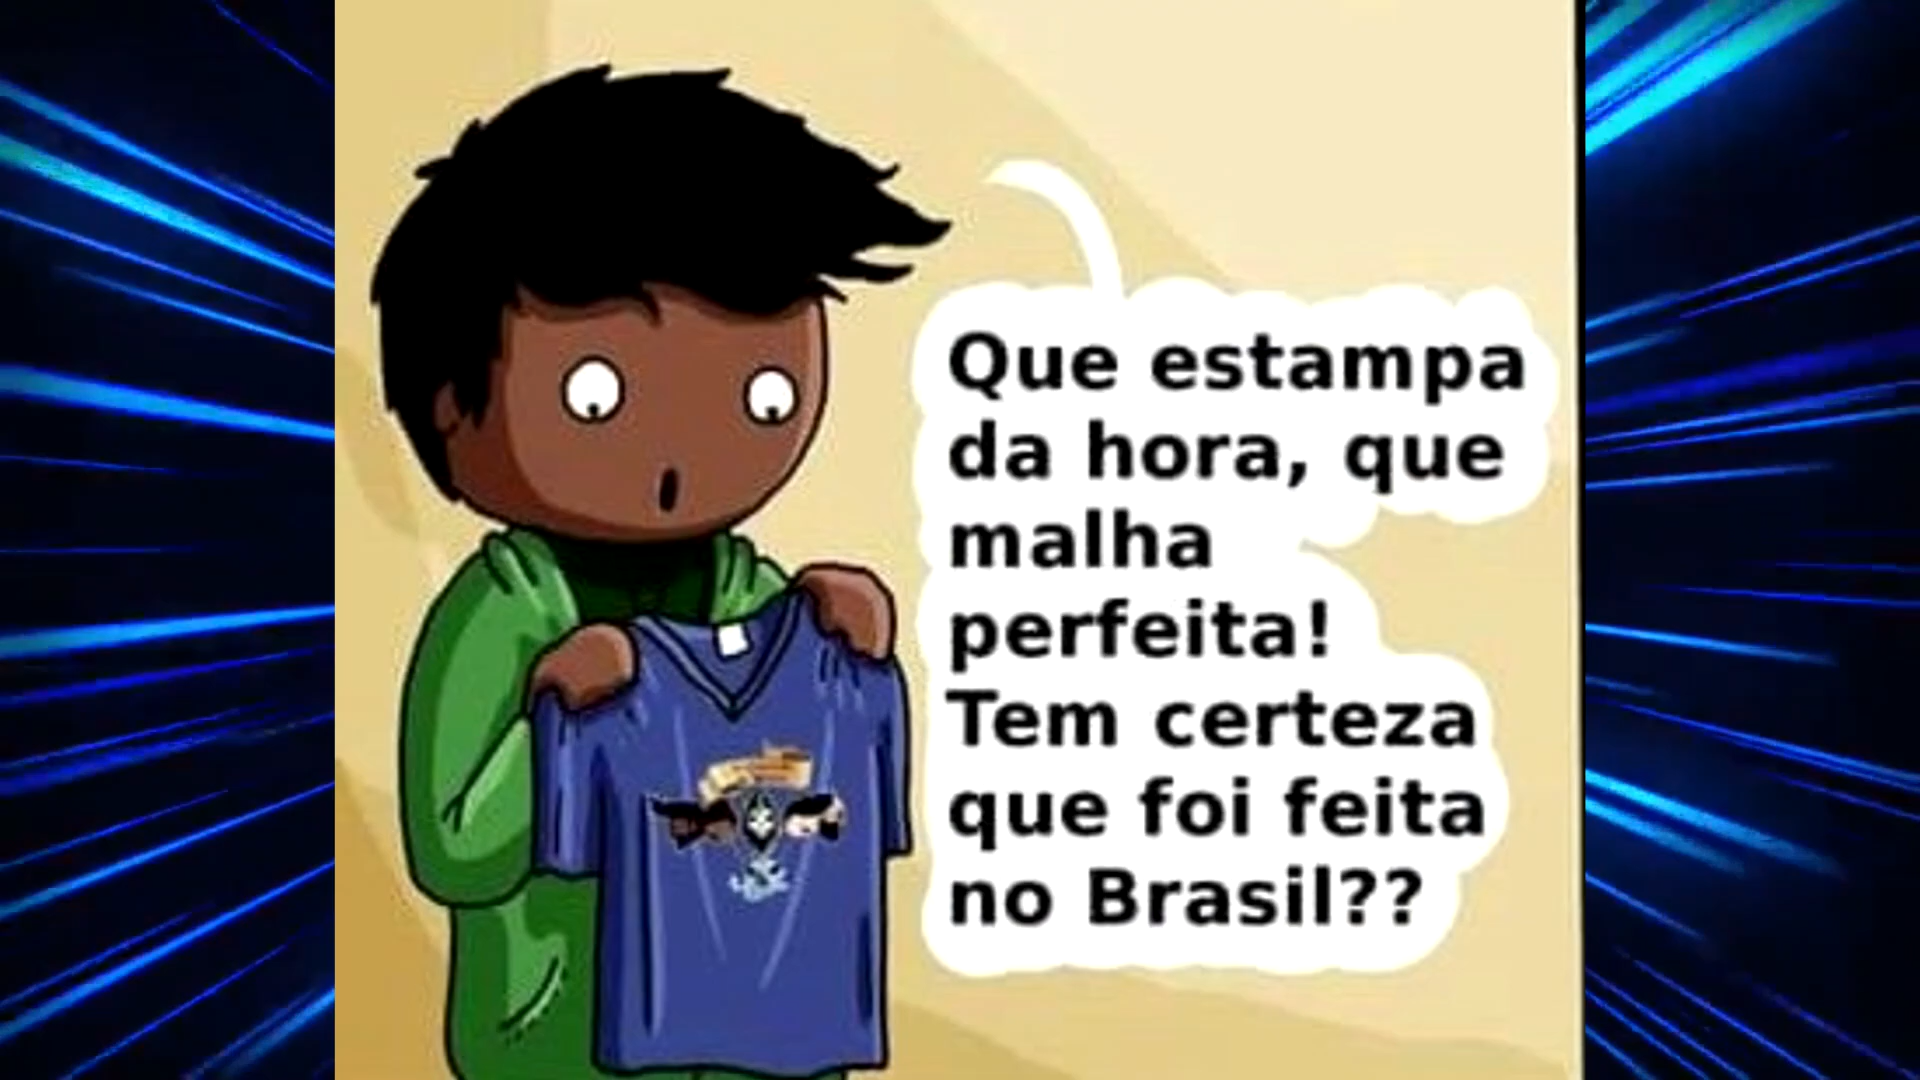 Que estampa
da hora, que
malha
perfeita!
Tem certeza
que foi feita
no Brasil??